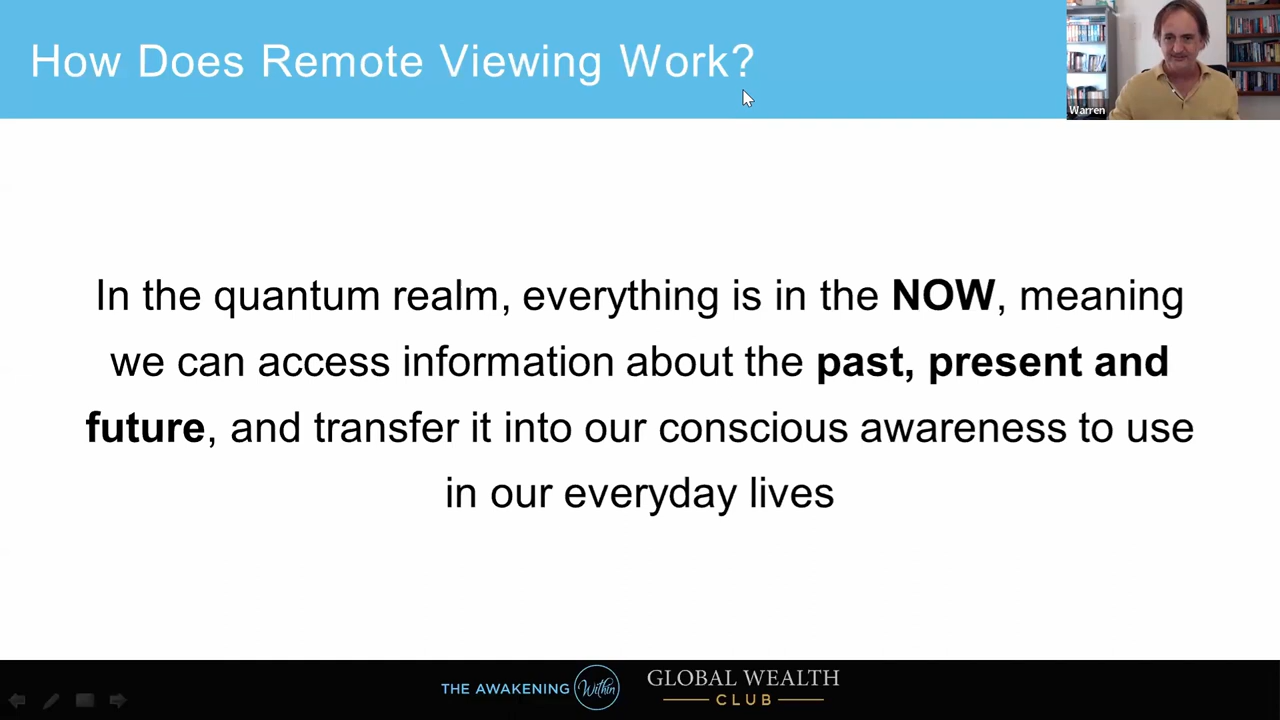 How Does Remote Viewing Work?
Warren
In the quantum realm, everything is in the NOW, meaning
we can access information about the past, present and
future, and transfer it into our conscious awareness to use
in our everyday lives
THE AWAKENING Within
GLOBAL WEALTH
CLUB